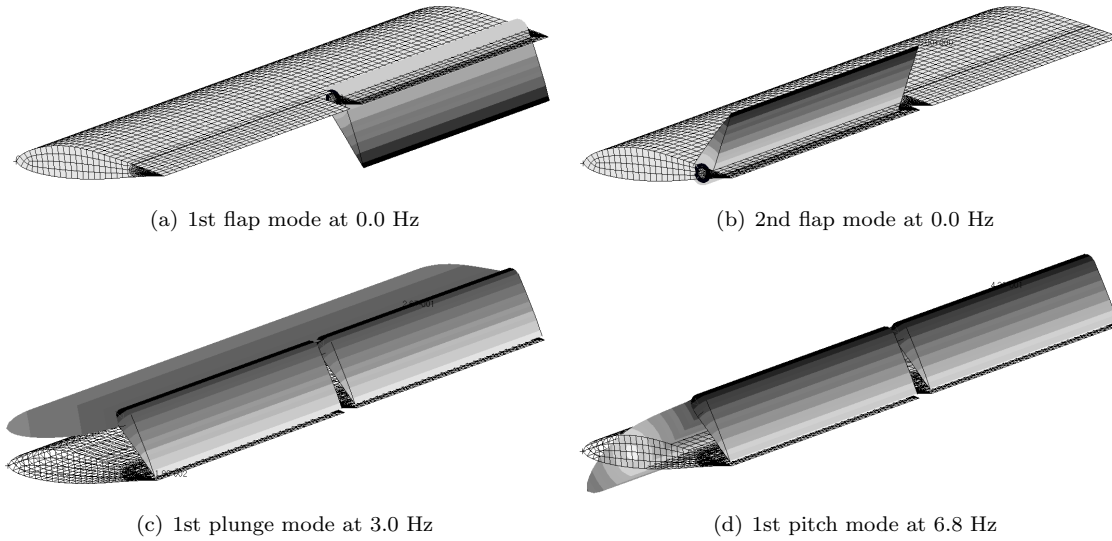 (a) 1st flap mode at 0.0 Hz
(b) 2nd flap mode at 0.0 Hz
(c) 1st plunge mode at 3.0 Hz
(d) 1st pitch mode at 6.8 Hz